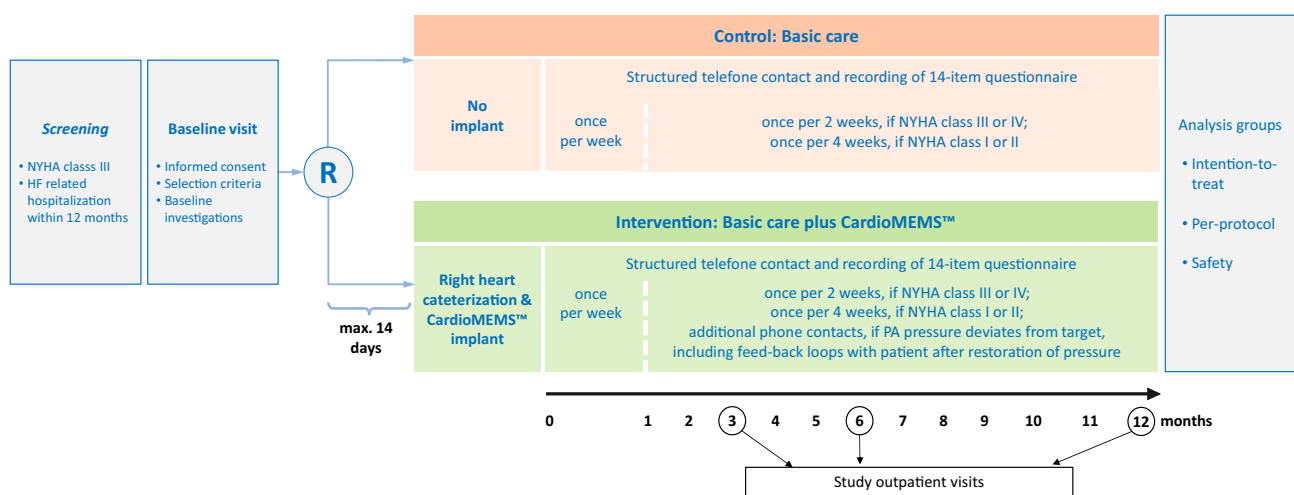 Screening
• NYHA classs III
• HF related
hospitalization
within 12 months
Baseline visit
• Informed consent
• Selection criteria
• Baseline
investigations
R
max. 14
days
Control: Basic care
No
implant
Structured telefone contact and recording of 14-item questionnaire
once
per week
once per 2 weeks, if NYHA class III or IV;
once per 4 weeks, if NYHA class I or II
Intervention: Basic care plus CardioMEMS™
Right heart
cateterization &
CardioMEMS™
implant
Structured telefone contact and recording of 14-item questionnaire
once
per week
once per 2 weeks, if NYHA class III or IV;
once per 4 weeks, if NYHA class I or II;
additional phone contacts, if PA pressure deviates from target,
including feed-back loops with patient after restoration of pressure
0 1 2 3 4 5 6 7 8 9 10 11 12 months
Study outpatient visits
Analysis groups
• Intention-to-
treat
• Per-protocol
• Safety